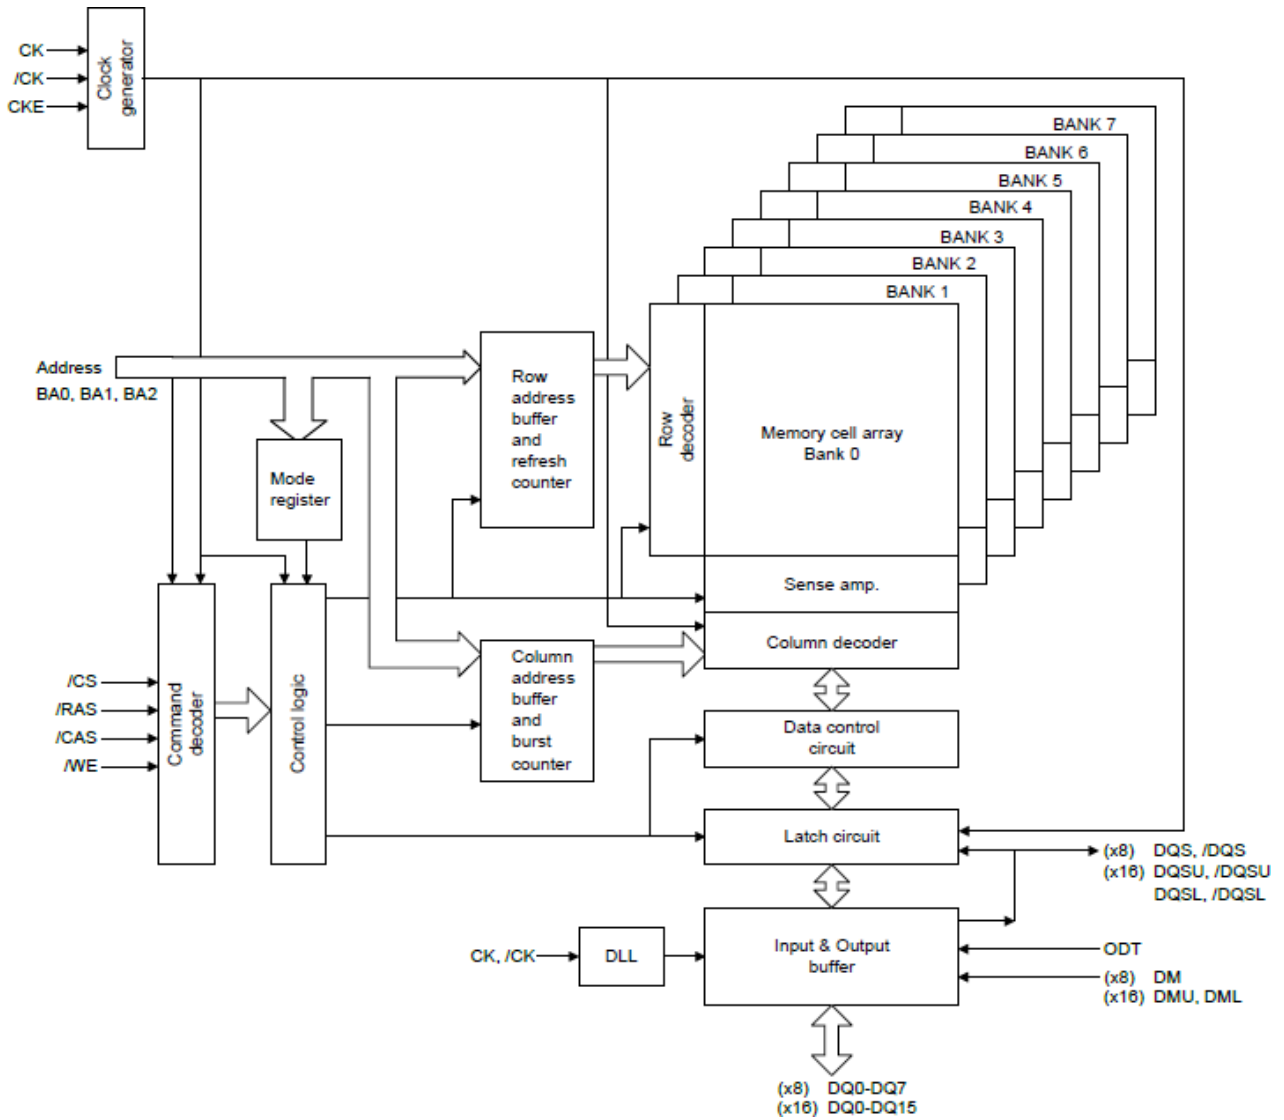 CK
/CK
CKE
Clock
generator
BANK 7
BANK 6
BANK 5
BANK 4
BANK 3
BANK 2
BANK 1
Address
BA0, BA1, BA2
Row
address
buffer
and
refresh
counter
Row
decoder
Memory cell array
Bank 0
Mode
register
Sense amp.
Column decoder
/CS
/RAS
/CAS
/WE
Command
decoder
Control logic
Column
address
buffer
and
burst
counter
Data control
circuit
Latch circuit
(x8) DQS, /DQS
(x16) DQSU, /DQSU
DQSL, /DQSL
CK, /CK
DLL
Input & Output
buffer
ODT
(x8) DM
(x16) DMU, DML
(x8) DQ0-DQ7
(x16) DQ0-DQ15